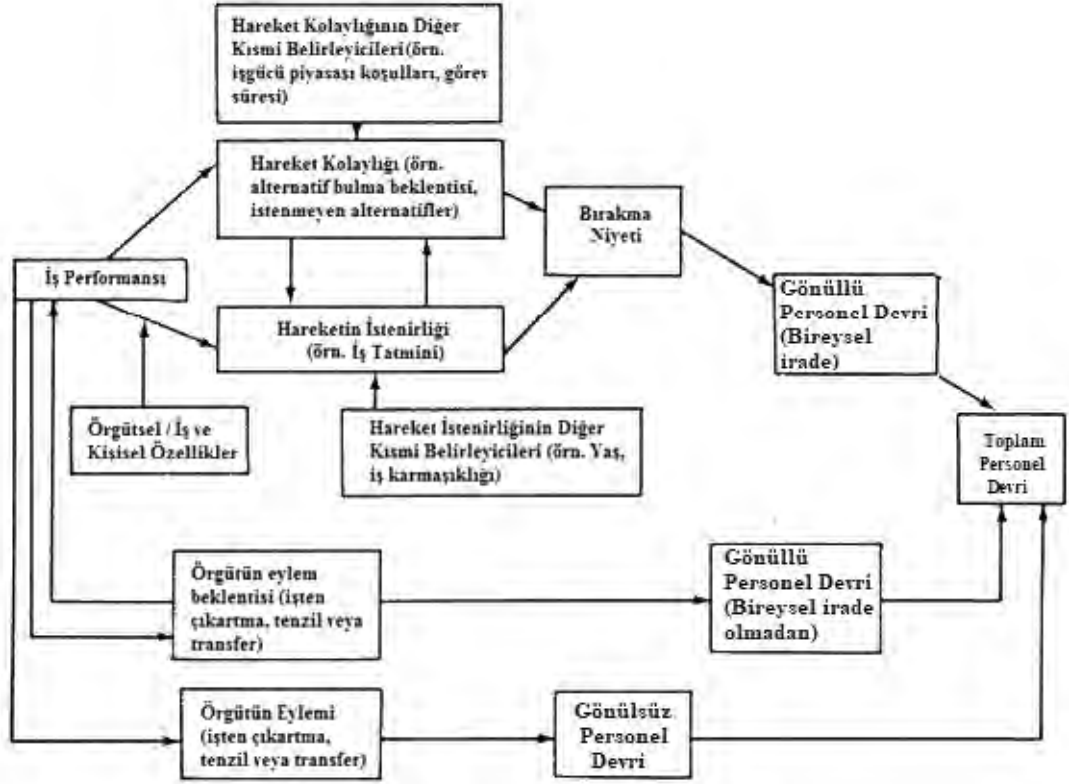 Hareket Kolaylığının Diğer
Kısmi Belirleyicileri (örn.
işgücü piyasası koşulları, görev
süresi)
Hareket Kolaylığı (örn.
alternatif bulma beklentisi,
istenmeyen alternatifler)
Bırakma
Niyeti
İş Performansı
Gönüllü
Personel Devri
(Bireysel
irade)
Hareketin İstenirliği
(örn. İş Tatmini)
Örgütsel / İş ve
Kişisel Özellikler
Hareket İstenirliğinin Diğer
Kısmi Belirleyicileri (örn. Yaş,
iş karmaşıklığı)
Toplam
Personel
Devri
Örgütün eylem
beklentisi (işten
çıkartma, tenzil veya
transfer)
Gönüllü
Personel Devri
(Bireysel irade
olmadan)
Örgütün Eylemi
(işten çıkartma,
tenzil veya transfer)
Gönülsüz
Personel
Devri